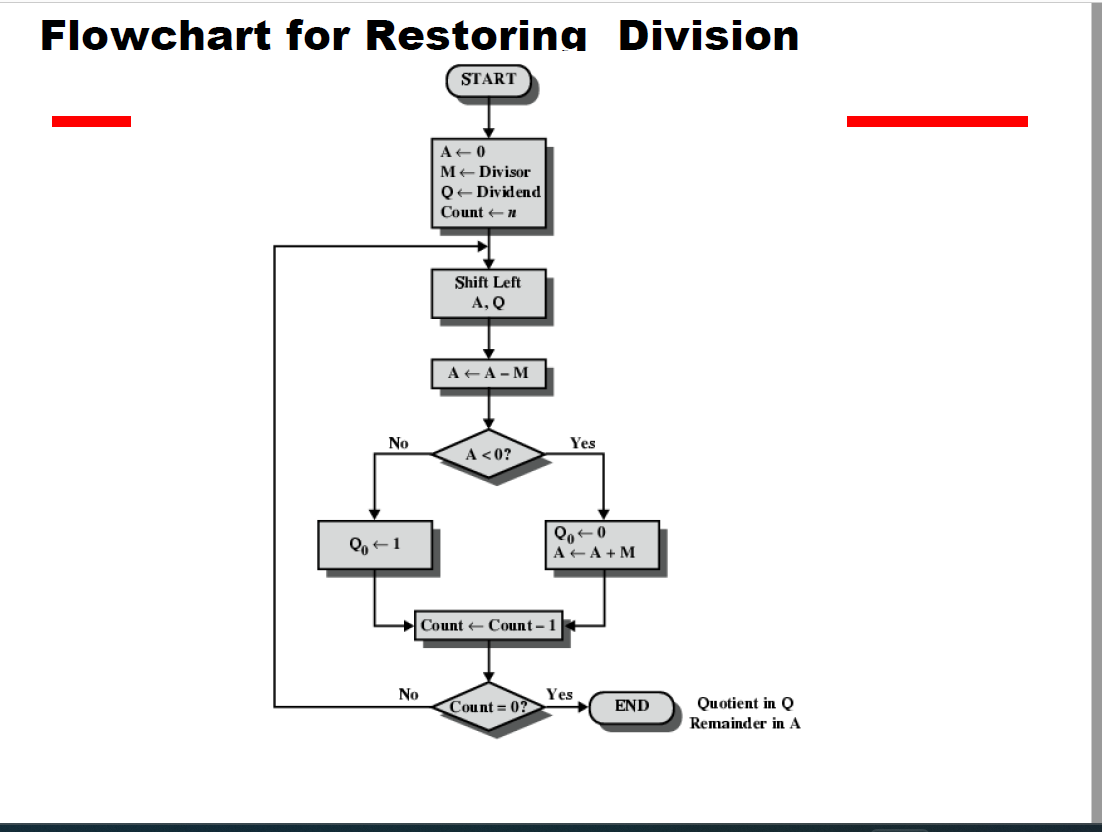 Flowchart for Restoring Division
START
A ← 0
M ← Divisor
Q ← Dividend
Count ← n
Shift Left
A, Q
A ← A – M
No
Yes
A < 0?
Q₀ ← 1
Q₀ ← 0
A ← A + M
Count ← Count – 1
No
Yes
Count = 0?
END
Quotient in Q
Remainder in A